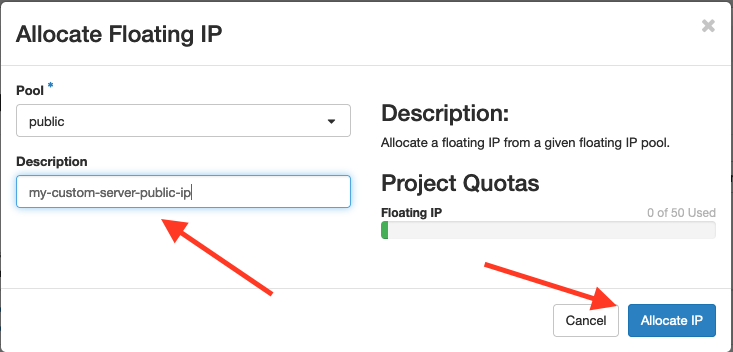 Allocate Floating IP
×
Pool *
public
Description
my-custom-server-public-ip
Description:
Allocate a floating IP from a given floating IP pool.
Project Quotas
Floating IP 0 of 50 Used
Cancel
Allocate IP